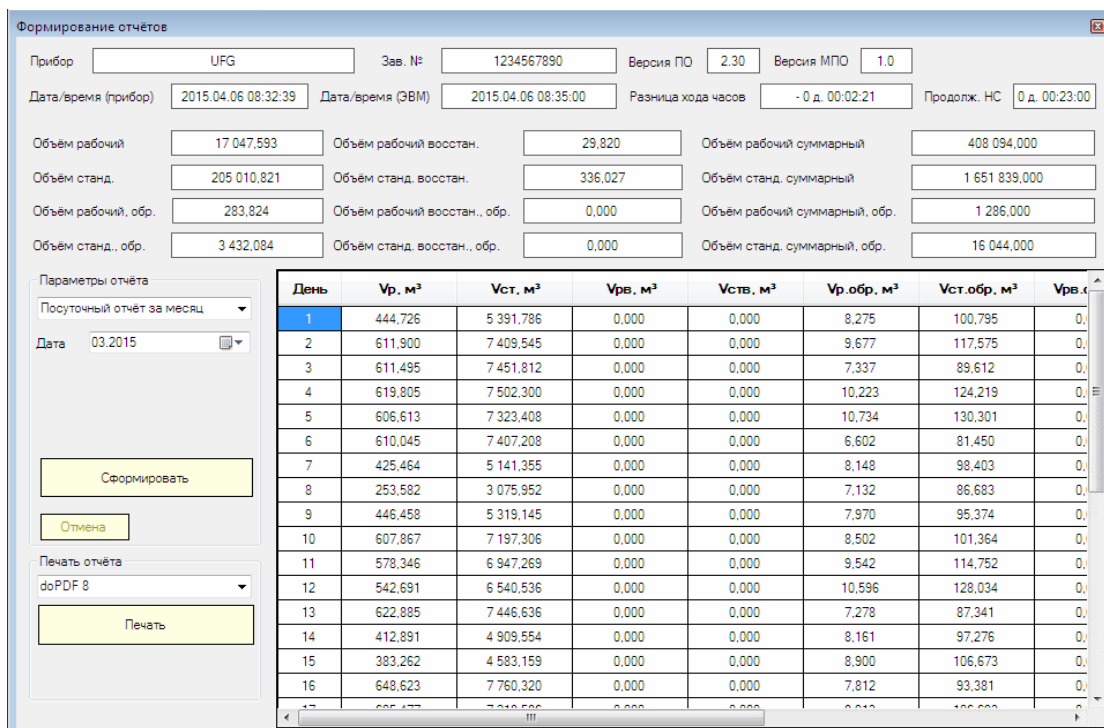 Формирование отчётов
Прибор UFG Зав. № 1234567890 Версия ПО 2.30 Версия МПО 1.0
Дата/время (прибор) 2015.04.06 08:32:39 Дата/время (ЭВМ) 2015.04.06 08:35:00 Разница хода часов - 0 д. 00:02:21 Продолж. НС 0 д. 00:23:00
Объём рабочий 17 047,593 Объём рабочий восстан. 29,820 Объём рабочий суммарный 408 094,000
Объём станд. 205 010,821 Объём станд. восстан. 336,027 Объём станд. суммарный 1 651 839,000
Объём рабочий, обр. 283,824 Объём рабочий восстан., обр. 0,000 Объём рабочий суммарный, обр. 1 286,000
Объём станд., обр. 3 432,084 Объём станд. восстан., обр. 0,000 Объём станд. суммарный, обр. 16 044,000
Параметры отчёта
Посуточный отчёт за месяц
Дата 03.2015
Сформировать
Отмена
Печать отчёта
doPDF 8
Печать
День Vр, м³ Vст, м³ Vрв, м³ Vств, м³ Vр.обр, м³ Vст.обр, м³ Vрв.
1 444,726 5 391,786 0,000 0,000 8,275 100,795 0,
2 611,900 7 409,545 0,000 0,000 9,677 117,575 0,
3 611,495 7 451,812 0,000 0,000 7,337 89,612 0,
4 619,805 7 502,300 0,000 0,000 10,223 124,219 0,
5 606,613 7 323,408 0,000 0,000 10,734 130,301 0,
6 610,045 7 407,208 0,000 0,000 6,602 81,450 0,
7 425,464 5 141,355 0,000 0,000 8,148 98,403 0,
8 253,582 3 075,952 0,000 0,000 7,132 86,683 0,
9 446,458 5 319,145 0,000 0,000 7,970 95,374 0,
10 607,867 7 197,306 0,000 0,000 8,502 101,364 0,
11 578,346 6 947,269 0,000 0,000 9,542 114,752 0,
12 542,691 6 540,536 0,000 0,000 10,596 128,034 0,
13 622,885 7 446,636 0,000 0,000 7,278 87,341 0,
14 412,891 4 909,554 0,000 0,000 8,161 97,276 0,
15 383,262 4 583,159 0,000 0,000 8,900 106,673 0,
16 648,623 7 760,320 0,000 0,000 7,812 93,381 0,